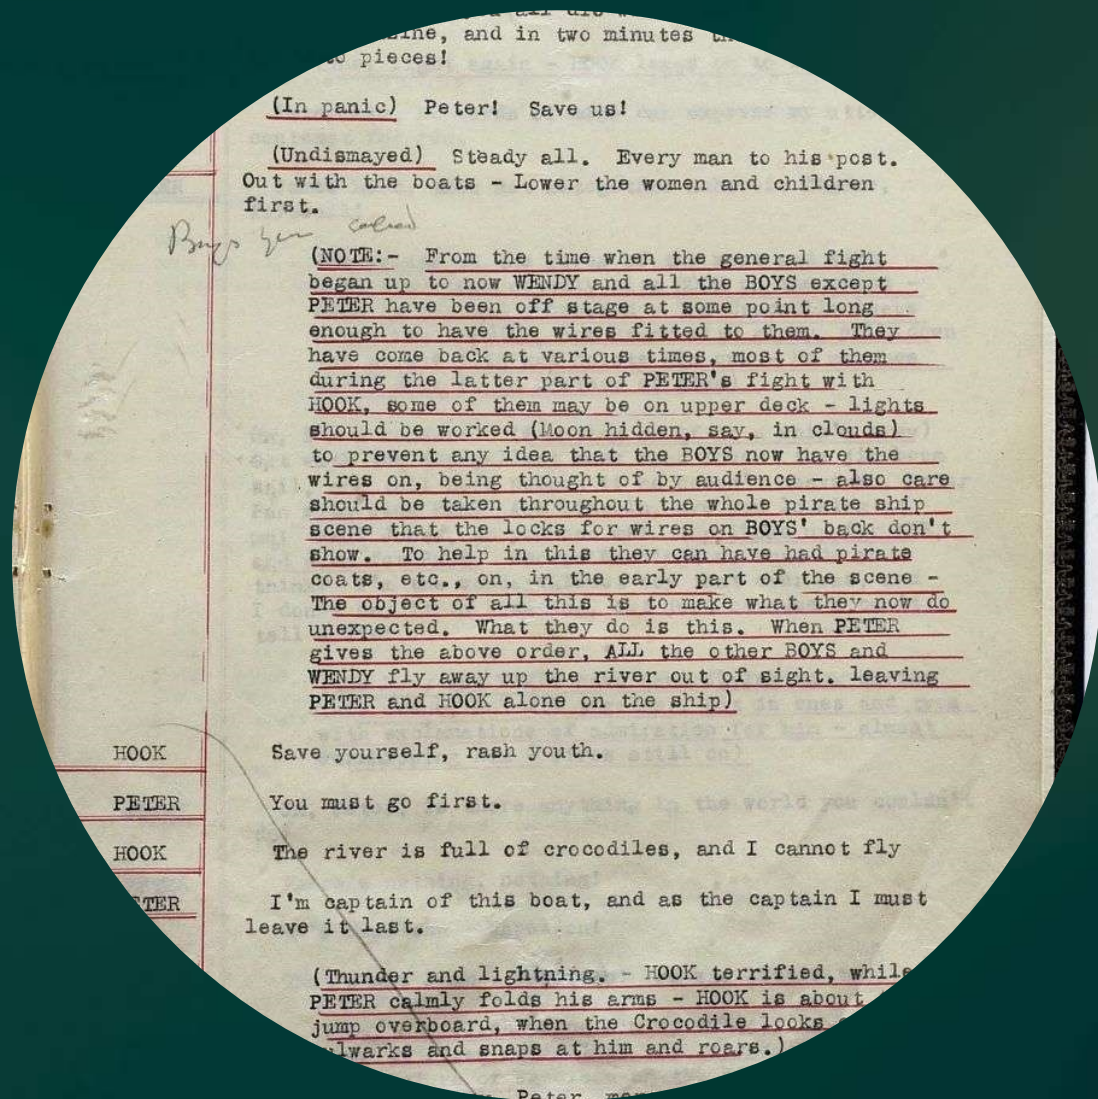 and in two minutes
pieces!
(In panic) Peter! Save us!
(Undismayed) Steady all. Every man to his post.
Out with the boats - Lower the women and children
first.
(NOTE:- From the time when the general fight
began up to now WENDY and all the BOYS except
PETER have been off stage at some point long
enough to have the wires fitted to them. They
have come back at various times, most of them
during the latter part of PETER's fight with
HOOK, some of them may be on upper deck - lights
should be worked (Moon hidden, say, in clouds)
to prevent any idea that the BOYS now have the
wires on, being thought of by audience - also care
should be taken throughout the whole pirate ship
scene that the locks for wires on BOYS' back don't
show. To help in this they can have had pirate
coats, etc., on, in the early part of the scene -
The object of all this is to make what they now do
unexpected. What they do is this. When PETER
gives the above order, ALL the other BOYS and
WENDY fly away up the river out of sight. leaving
PETER and HOOK alone on the ship)
HOOK Save yourself, rash youth.
PETER You must go first.
HOOK The river is full of crocodiles, and I cannot fly
I'm captain of this boat, and as the captain I must
leave it last.
(Thunder and lightning. - HOOK terrified, while
PETER calmly folds his arms - HOOK is about
jump overboard, when the Crocodile looks
and snaps at him and roars.)
Peter